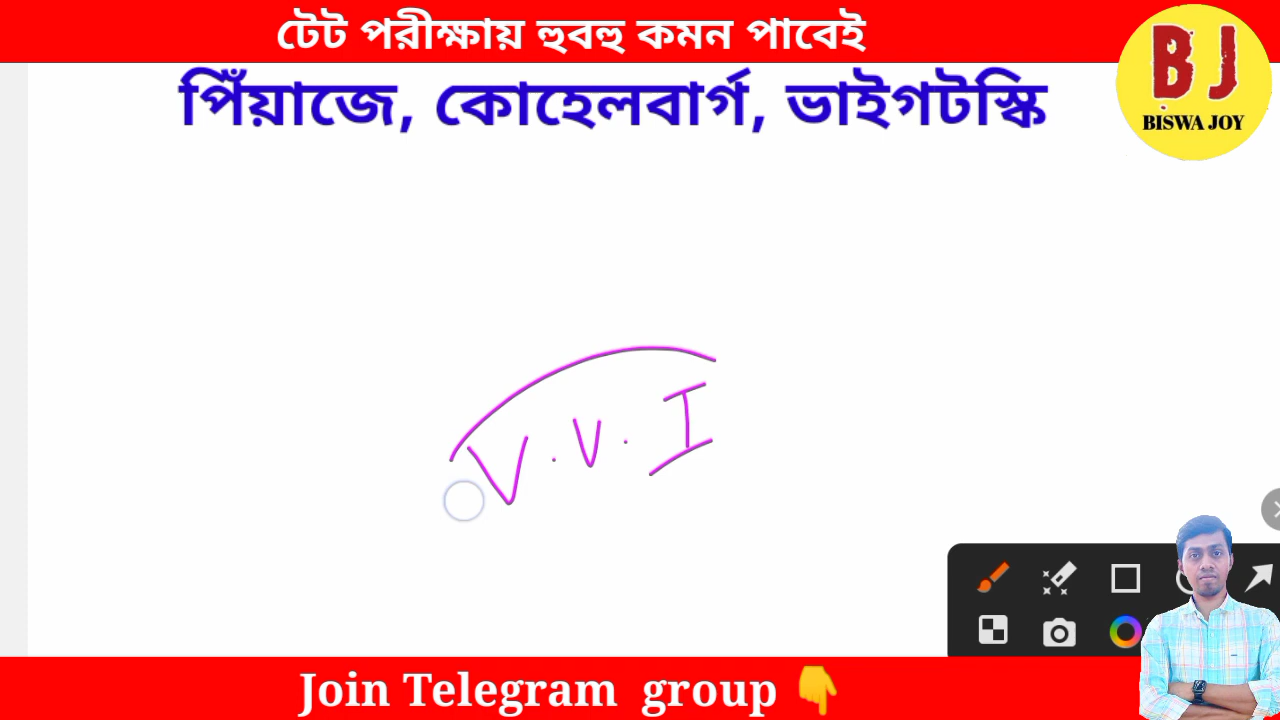 টেট পরীক্ষায় হুবহু কমন পাবেই
পিঁয়াজে, কোহেলবার্গ, ভাইগটস্কি
BJ
BISWA JOY
V.V.I
Join Telegram group 👇